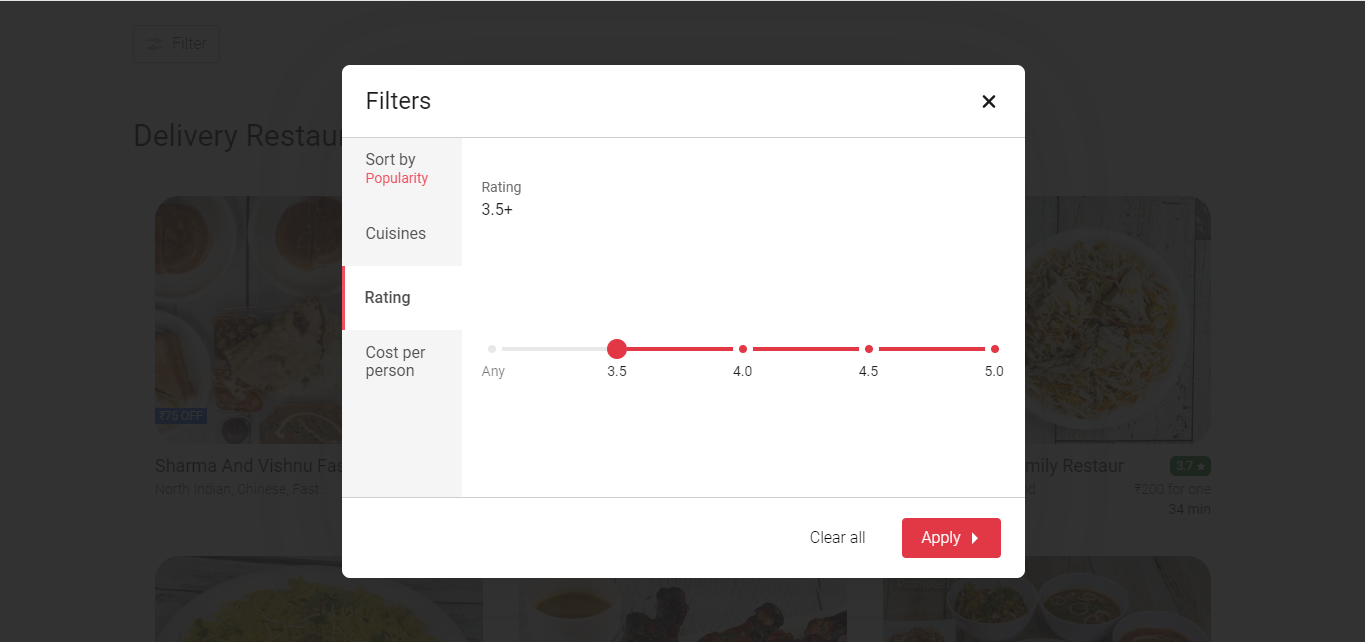 Filter
Filters
Delivery Restau
Sort by
Popularity
Cuisines
Rating
Cost per
person
Rating
3.5+
Any 3.5 4.0 4.5 5.0
₹75 OFF
Sharma And Vishnu Fas
North Indian, Chinese, Fast...
mily Restaur
3.7
₹200 for one
34 min
Clear all
Apply